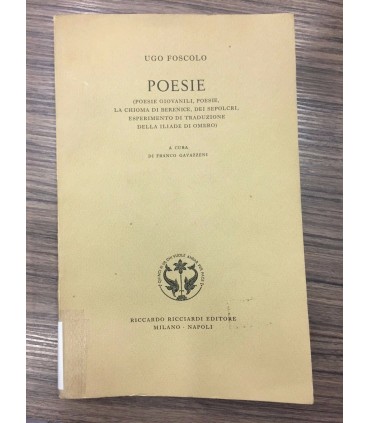 UGO FOSCOLO
POESIE
(POESIE GIOVANILI, POESIE,
LA CHIOMA DI BERENICE, DEI SEPOLCRI,
ESPERIMENTO DI TRADUZIONE
DELLA ILIADE DI OMERO)
A CURA
DI FRANCO GAVAZZENI
RICCARDO RICCIARDI EDITORE
MILANO - NAPOLI